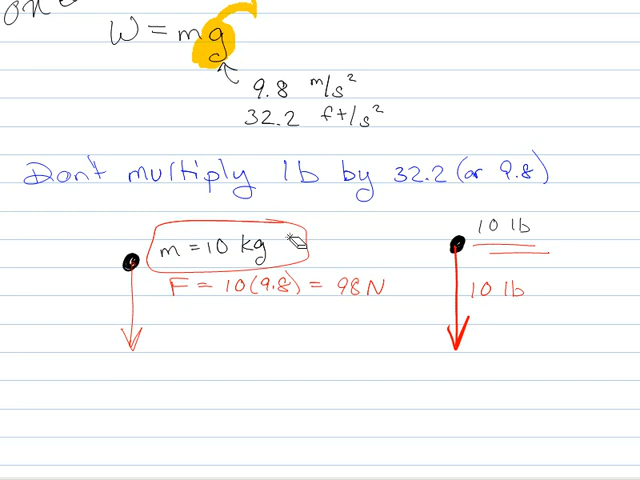 W = mg
9.8 m/s²
32.2 ft/s²
Don't multiply lb by 32.2 (or 9.8)
m = 10 kg
F = 10(9.8) = 98N
10 lb
10 lb